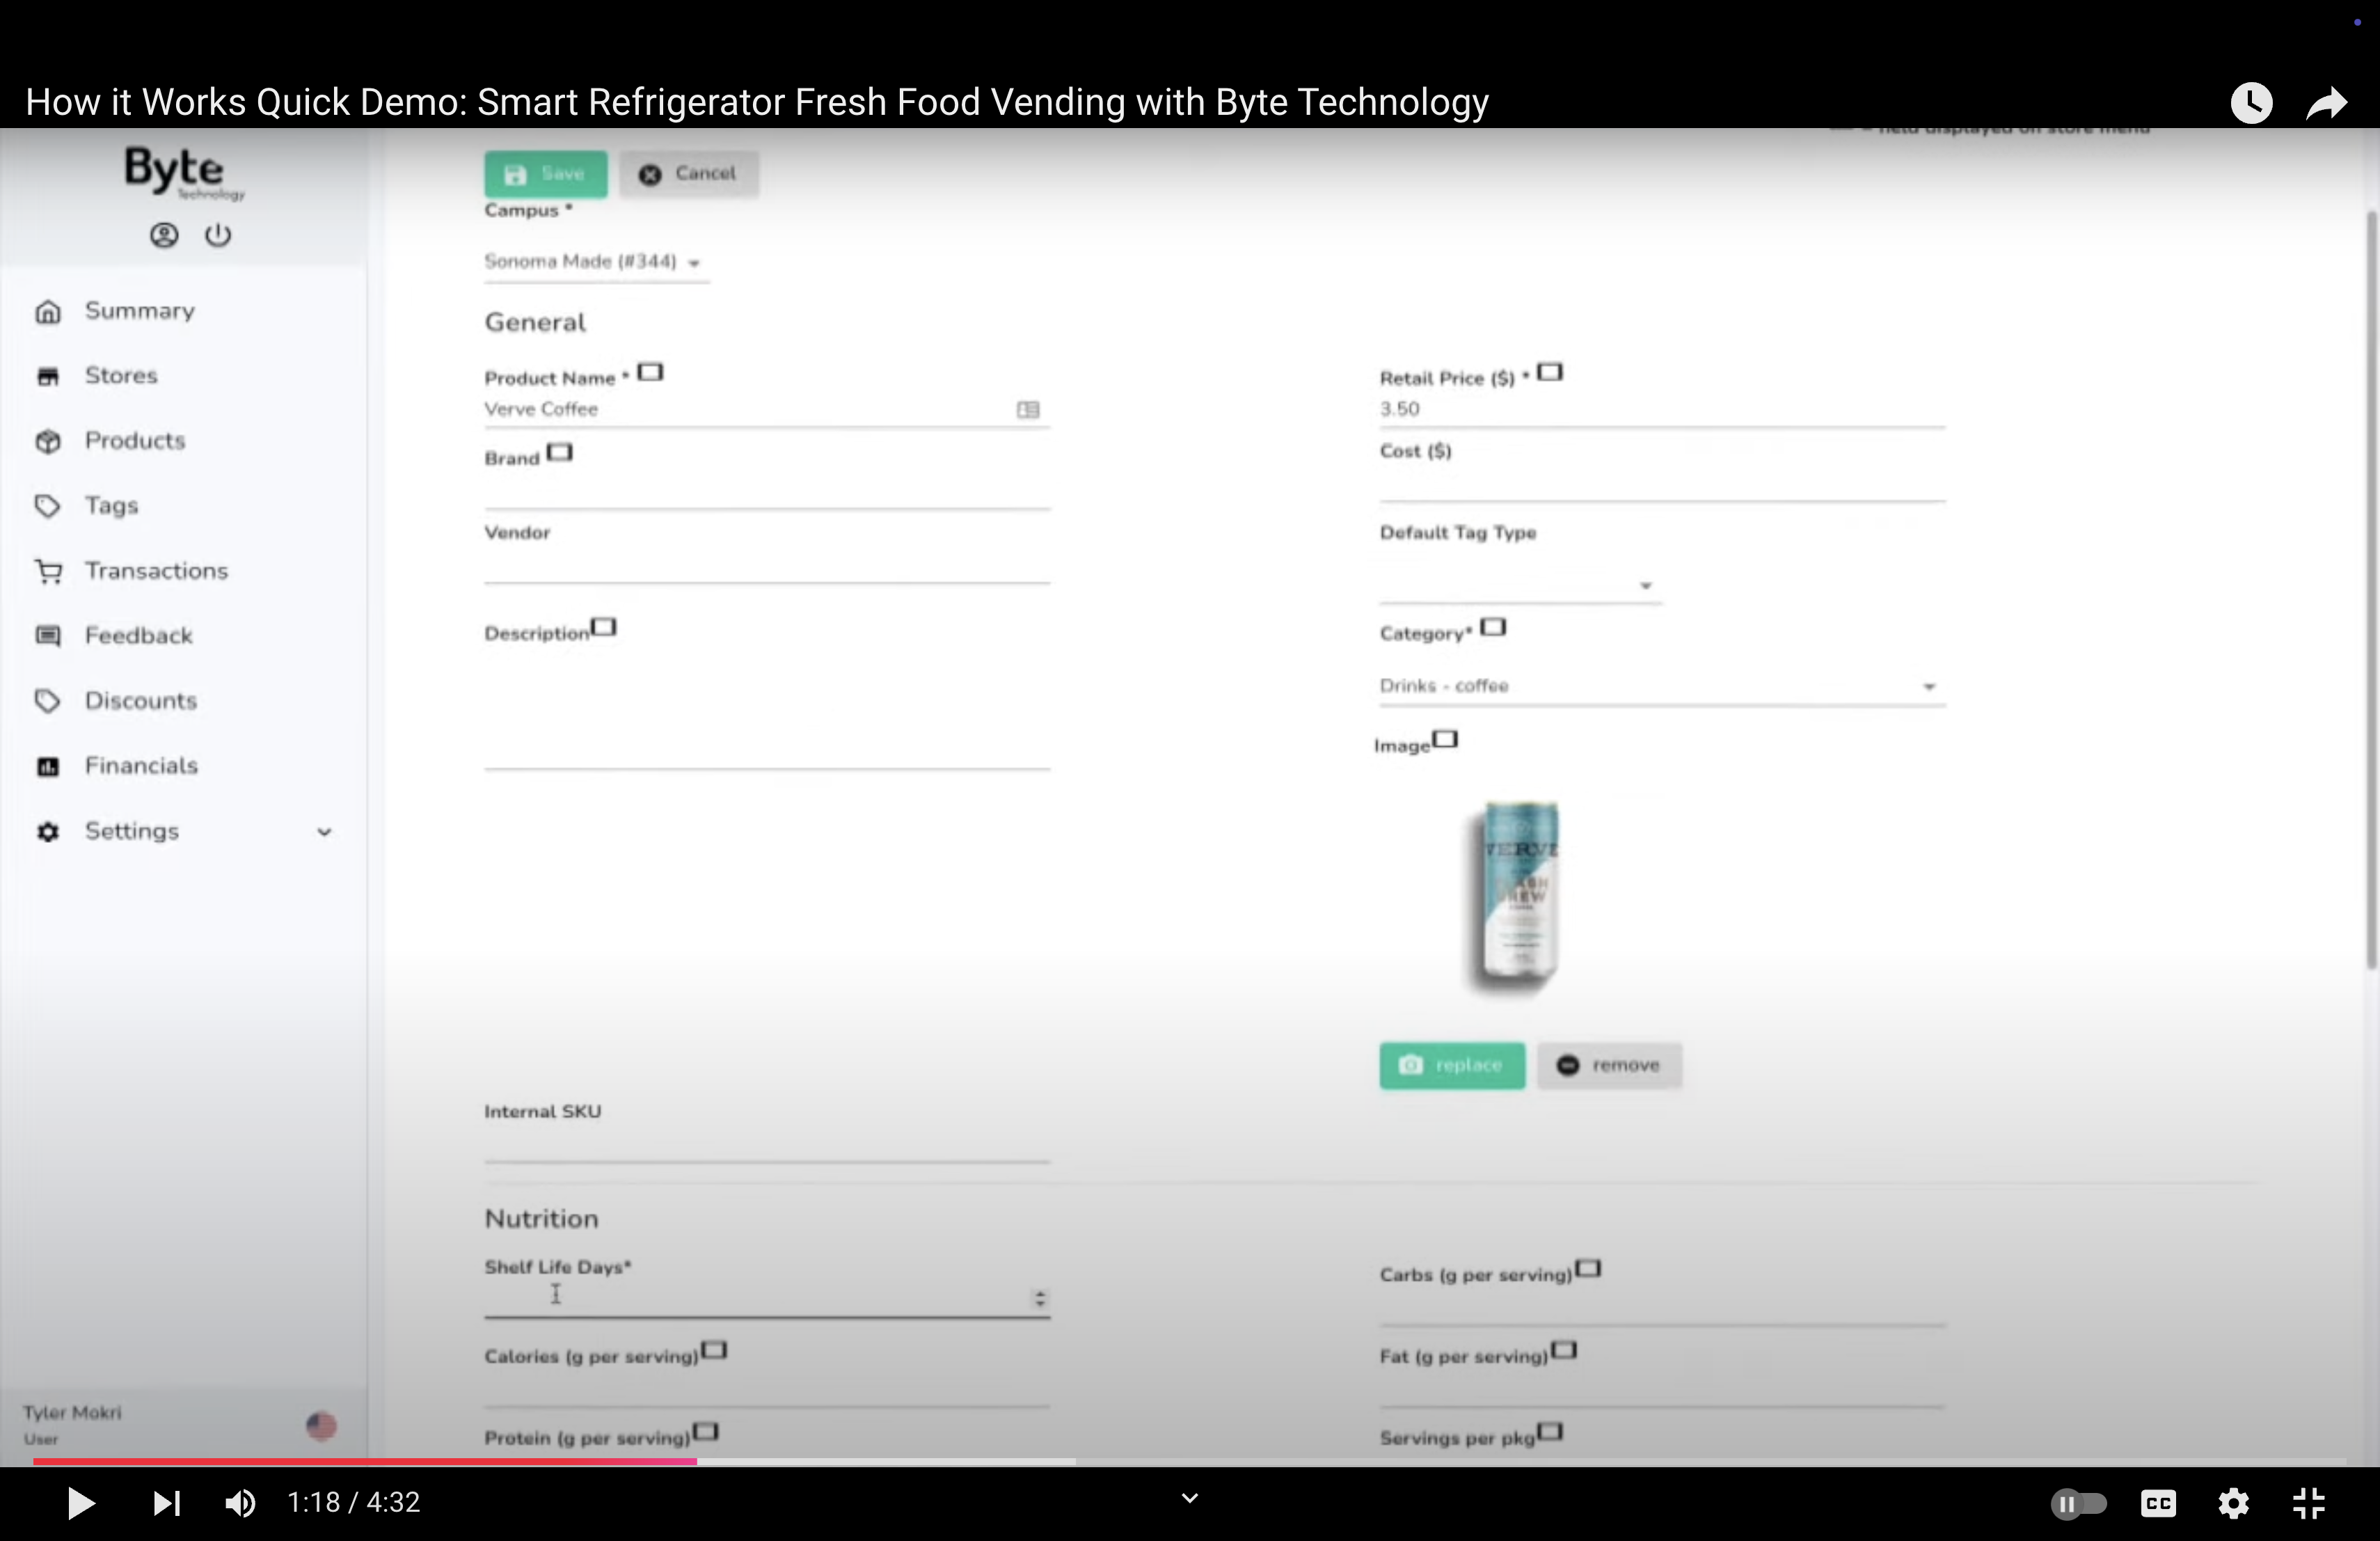 How it Works Quick Demo: Smart Refrigerator Fresh Food Vending with Byte Technology
= field displayed on store menu
Byte
Technology
Save
Cancel
Campus *
Sonoma Made (#344)
Summary
Stores
Products
Tags
Transactions
Feedback
Discounts
Financials
Settings
General
Product Name *
Verve Coffee
Retail Price ($) *
3.50
Brand
Cost ($)
Vendor
Default Tag Type
Description
Category*
Drinks - coffee
Image
VERVE
BREW
replace
remove
Internal SKU
Nutrition
Shelf Life Days*
Carbs (g per serving)
Calories (g per serving)
Fat (g per serving)
Protein (g per serving)
Servings per pkg
Tyler Mokri
User
1:18 / 4:32
CC